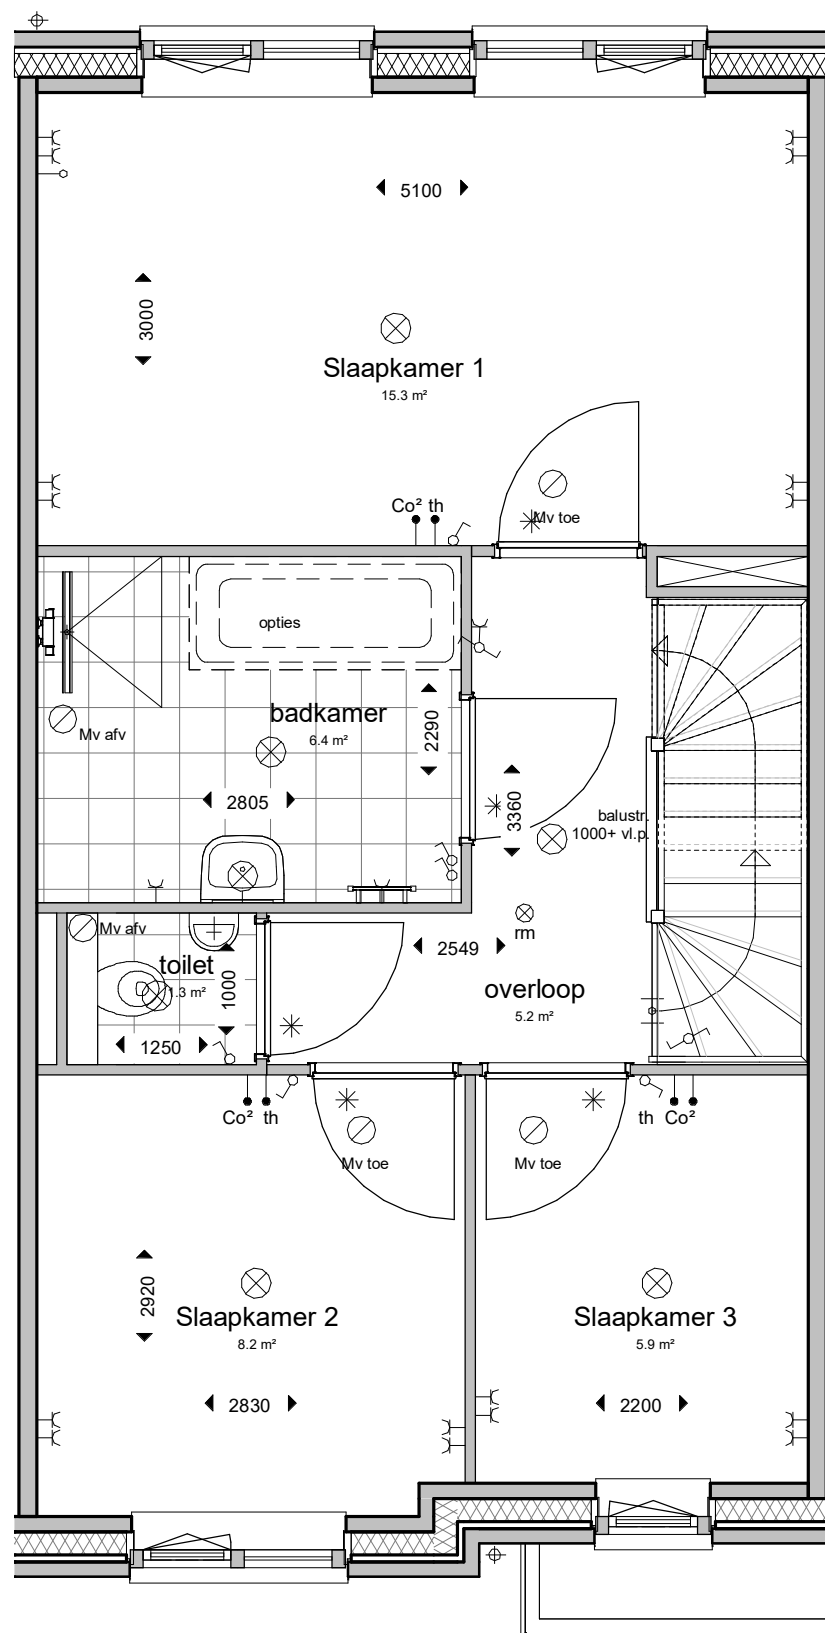 5100
3000
Slaapkamer 1
15.3 m²
Co² th
Mv toe
opties
badkamer
6.4 m²
2290
Mv afv
2805
3360
balustr.
1000+ vl.p.
Mv afv
rm
toilet
1.3 m²
1000
2549
overloop
5.2 m²
1250
Co² th
th Co²
Mv toe
Mv toe
2920
Slaapkamer 2
8.2 m²
Slaapkamer 3
5.9 m²
2830
2200